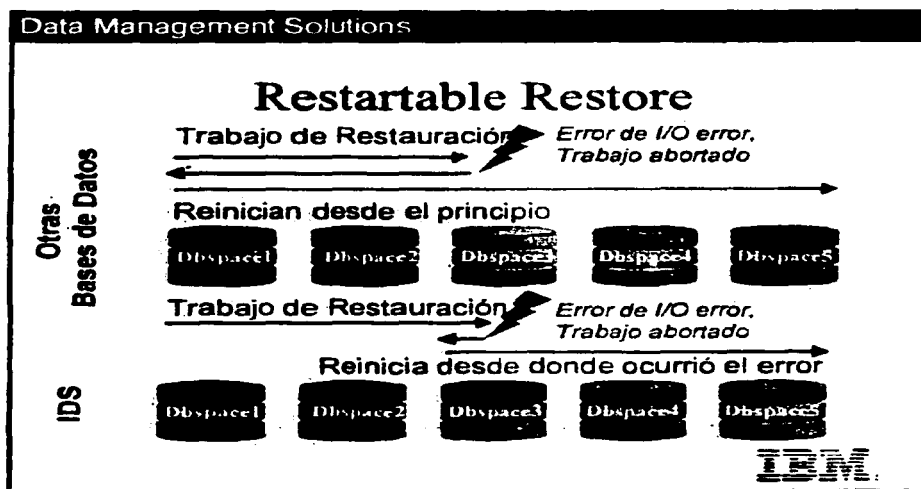 Data Management Solutions
Restartable Restore
Otras
Bases de Datos
Trabajo de Restauración
Error de I/O error,
Trabajo abortado
Reinician desde el principio
Dbspace1 Dbspace2 Dbspace3 Dbspace4 Dbspace5
IDS
Trabajo de Restauración
Error de I/O error,
Trabajo abortado
Reinicia desde donde ocurrió el error
Dbspace1 Dbspace2 Dbspace3 Dbspace4 Dbspace5
IBM